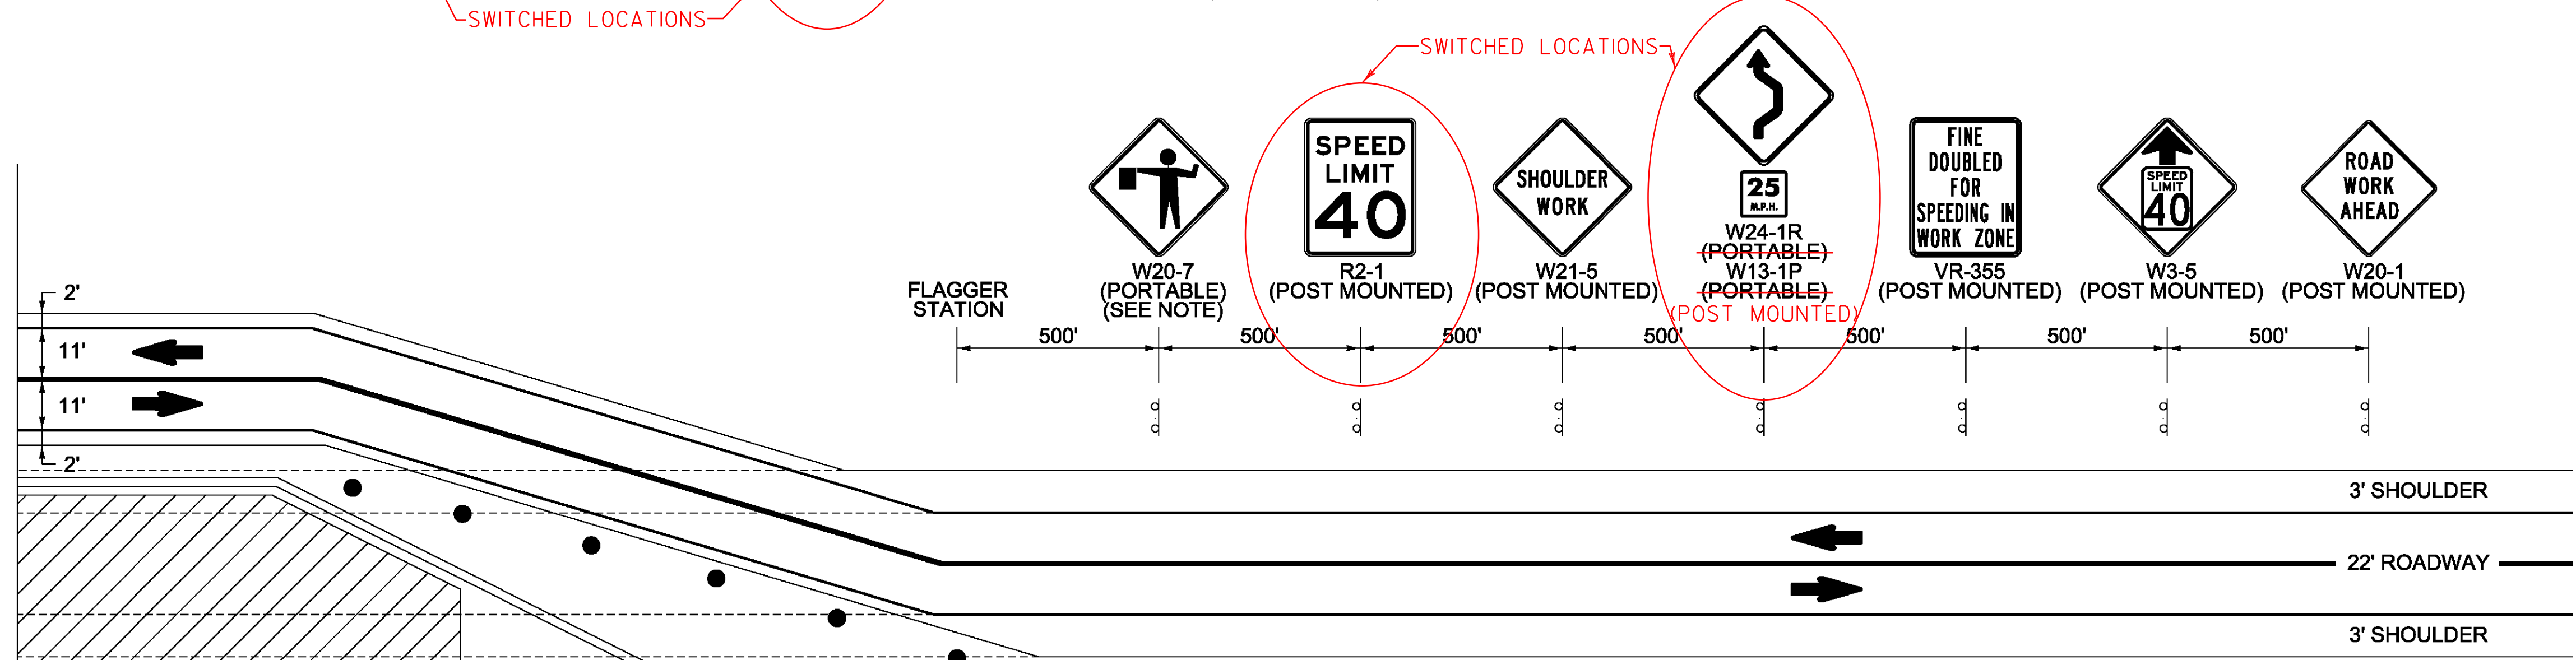 SWITCHED LOCATIONS
SWITCHED LOCATIONS
SPEED
LIMIT
40
SHOULDER
WORK
25
M.P.H.
FINE
DOUBLED
FOR
SPEEDING IN
WORK ZONE
SPEED
LIMIT
40
ROAD
WORK
AHEAD
FLAGGER
STATION
W20-7
(PORTABLE)
(SEE NOTE)
R2-1
(POST MOUNTED)
W21-5
(POST MOUNTED)
W24-1R
(PORTABLE)
W13-1P
(PORTABLE)
(POST MOUNTED)
VR-355
(POST MOUNTED)
W3-5
(POST MOUNTED)
W20-1
(POST MOUNTED)
500'
500'
500'
500'
500'
500'
500'
2'
11'
11'
2'
3' SHOULDER
22' ROADWAY
3' SHOULDER